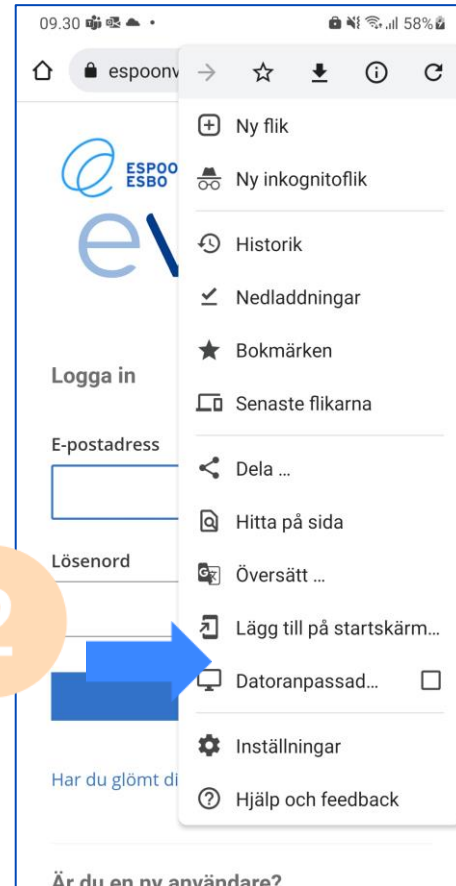 09.30 58%
espoonv
Ny flik
ESPOO
ESBO
Ny inkognitoflik
ev
Historik
Nedladdningar
Bokmärken
Logga in
Senaste flikarna
E-postadress
Dela ...
Hitta på sida
Lösenord
Översätt ...
2
Lägg till på startskärm...
Datoranpassad...
Inställningar
Har du glömt di
Hjälp och feedback
Är du en ny användare?